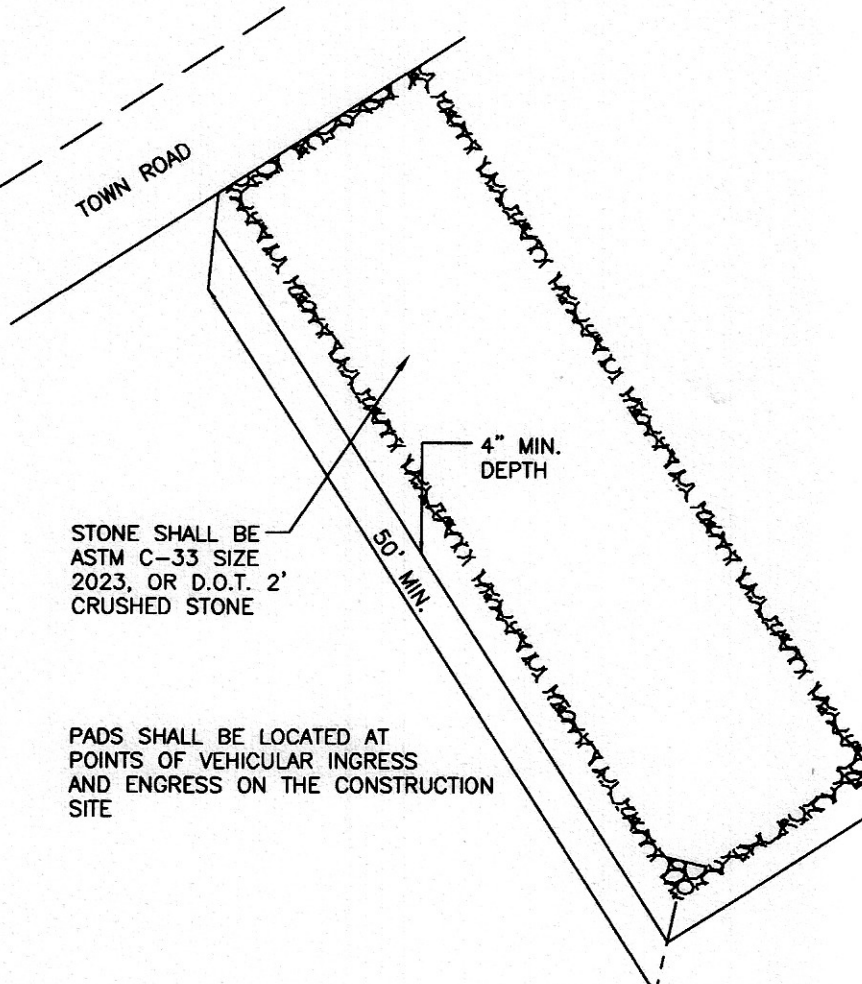 TOWN ROAD
4" MIN.
DEPTH
STONE SHALL BE
ASTM C-33 SIZE
2023, OR D.O.T. 2'
CRUSHED STONE
50' MIN.
PADS SHALL BE LOCATED AT
POINTS OF VEHICULAR INGRESS
AND ENGRESS ON THE CONSTRUCTION
SITE